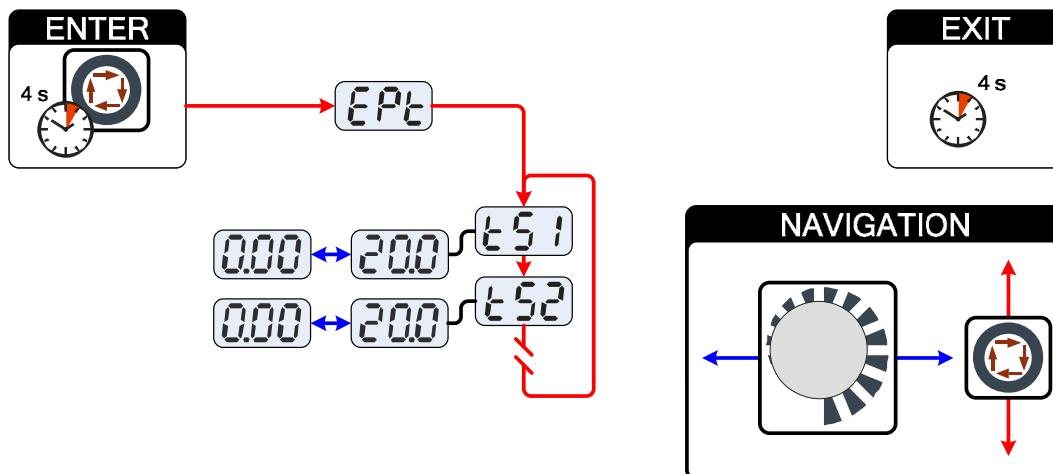 ENTER
4 s
EPt
EXIT
4 s
tS1
0.00
20.0
tS2
0.00
20.0
NAVIGATION